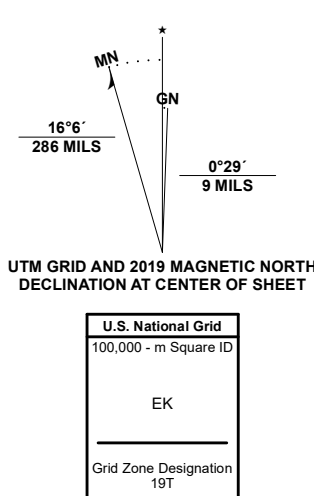 ★
MN
GN
16°6´
286 MILS
0°29´
9 MILS
UTM GRID AND 2019 MAGNETIC NORTH
DECLINATION AT CENTER OF SHEET
U.S. National Grid
100,000 - m Square ID
EK
Grid Zone Designation
19T